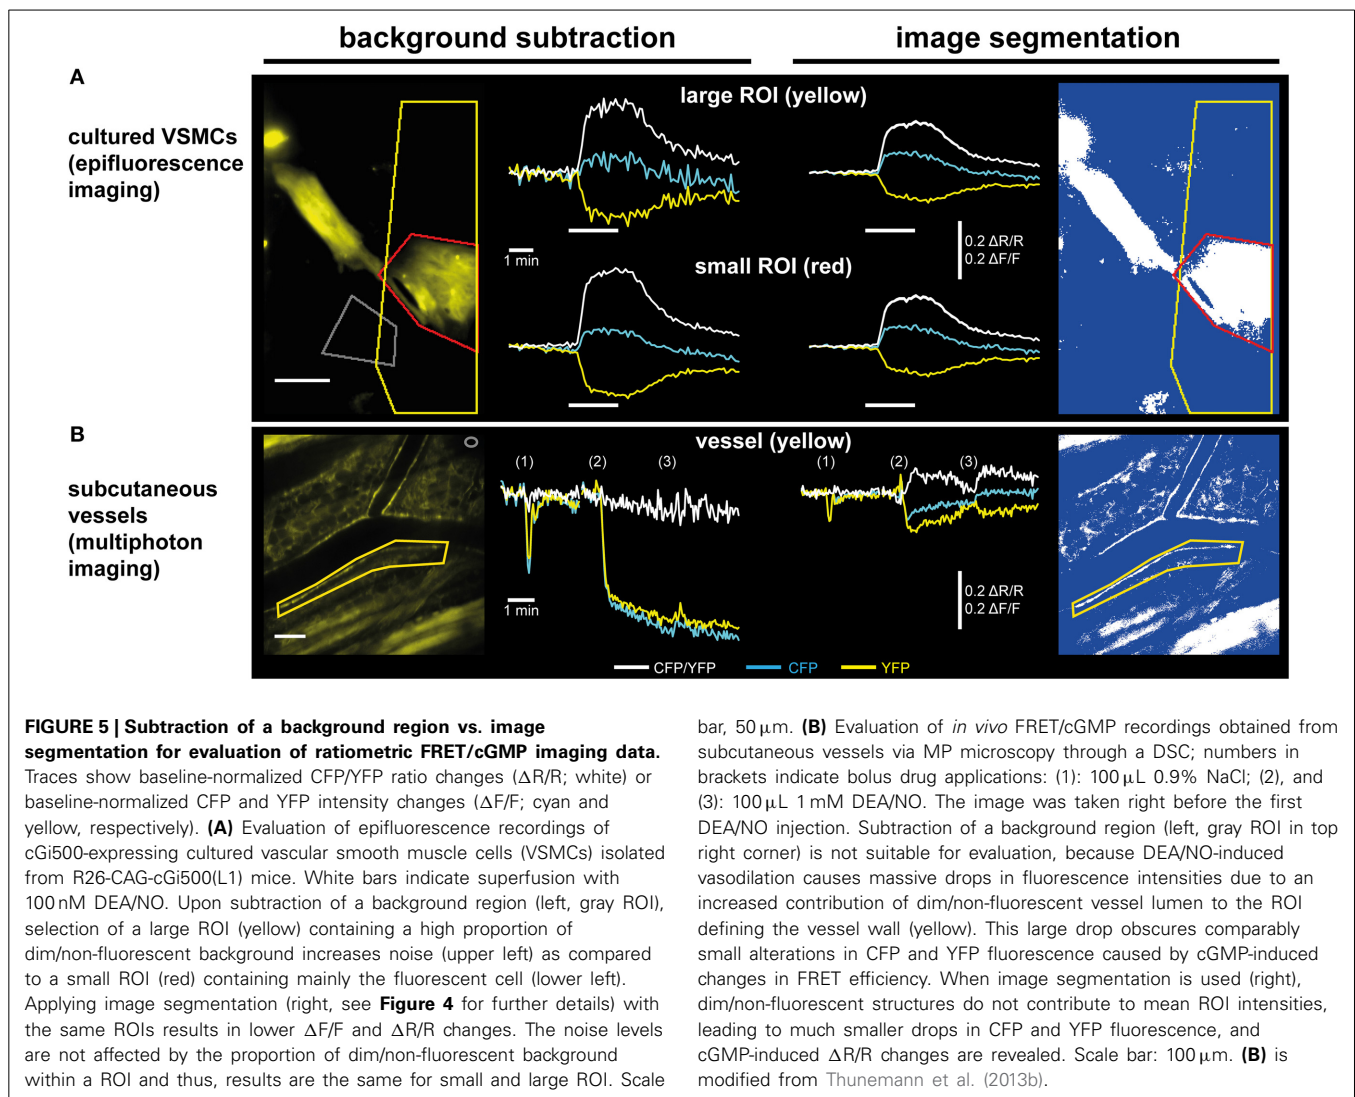 background subtraction
image segmentation
A
cultured VSMCs
(epifluorescence
imaging)
large ROI (yellow)
1 min
0.2 ΔR/R
0.2 ΔF/F
small ROI (red)
B
subcutaneous
vessels
(multiphoton
imaging)
vessel (yellow)
(1) (2) (3) (1) (2) (3)
1 min
0.2 ΔR/R
0.2 ΔF/F
CFP/YFP CFP YFP
FIGURE 5 | Subtraction of a background region vs. image
segmentation for evaluation of ratiometric FRET/cGMP imaging data.
Traces show baseline-normalized CFP/YFP ratio changes (ΔR/R; white) or
baseline-normalized CFP and YFP intensity changes (ΔF/F; cyan and
yellow, respectively). (A) Evaluation of epifluorescence recordings of
cGi500-expressing cultured vascular smooth muscle cells (VSMCs) isolated
from R26-CAG-cGi500(L1) mice. White bars indicate superfusion with
100 nM DEA/NO. Upon subtraction of a background region (left, gray ROI),
selection of a large ROI (yellow) containing a high proportion of
dim/non-fluorescent background increases noise (upper left) as compared
to a small ROI (red) containing mainly the fluorescent cell (lower left).
Applying image segmentation (right, see Figure 4 for further details) with
the same ROIs results in lower ΔF/F and ΔR/R changes. The noise levels
are not affected by the proportion of dim/non-fluorescent background
within a ROI and thus, results are the same for small and large ROI. Scale
bar, 50 μm. (B) Evaluation of in vivo FRET/cGMP recordings obtained from
subcutaneous vessels via MP microscopy through a DSC; numbers in
brackets indicate bolus drug applications: (1): 100 μL 0.9% NaCl; (2), and
(3): 100 μL 1 mM DEA/NO. The image was taken right before the first
DEA/NO injection. Subtraction of a background region (left, gray ROI in top
right corner) is not suitable for evaluation, because DEA/NO-induced
vasodilation causes massive drops in fluorescence intensities due to an
increased contribution of dim/non-fluorescent vessel lumen to the ROI
defining the vessel wall (yellow). This large drop obscures comparably
small alterations in CFP and YFP fluorescence caused by cGMP-induced
changes in FRET efficiency. When image segmentation is used (right),
dim/non-fluorescent structures do not contribute to mean ROI intensities,
leading to much smaller drops in CFP and YFP fluorescence, and
cGMP-induced ΔR/R changes are revealed. Scale bar: 100 μm. (B) is
modified from Thunemann et al. (2013b).